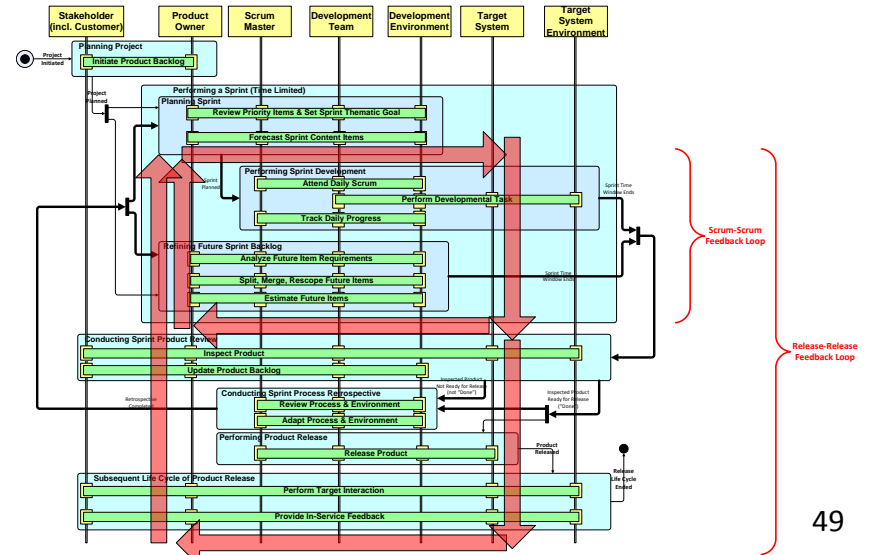 Stakeholder
(incl. Customer)
Product
Owner
Scrum
Master
Development
Team
Development
Environment
Target
System
Target
System
Environment
Planning Project
Project
Initiated
Initiate Product Backlog
Project
Planned
Performing a Sprint (Time Limited)
Planning Sprint
Review Priority Items & Set Sprint Thematic Goal
Forecast Sprint Content Items
Sprint
Planned
Performing Sprint Development
Attend Daily Scrum
Perform Developmental Task
Track Daily Progress
Sprint Time
Window Ends
Refining Future Sprint Backlog
Analyze Future Item Requirements
Split, Merge, Rescope Future Items
Estimate Future Items
Sprint Time
Window Ends
Scrum-Scrum
Feedback Loop
Release-Release
Feedback Loop
Conducting Sprint Product Review
Inspect Product
Update Product Backlog
Inspected Product
Not Ready for Release
(not "Done")
Inspected Product
Ready for Release
("Done")
Retrospective
Completed
Conducting Sprint Process Retrospective
Review Process & Environment
Adapt Process & Environment
Performing Product Release
Release Product
Product
Released
Release
Life Cycle
Ended
Subsequent Life Cycle of Product Release
Perform Target Interaction
Provide In-Service Feedback
49